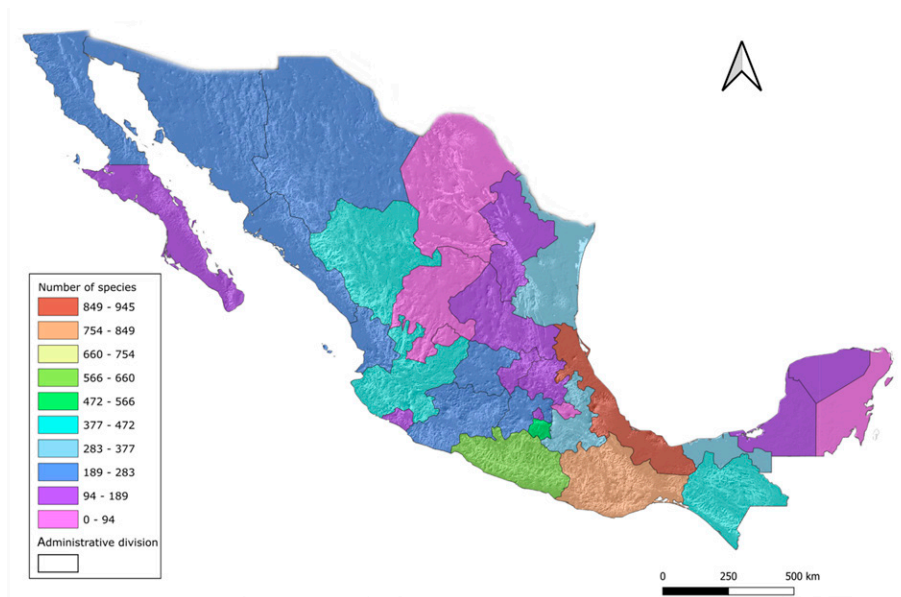 Number of species
849 - 945
754 - 849
660 - 754
566 - 660
472 - 566
377 - 472
283 - 377
189 - 283
94 - 189
0 - 94
Administrative division
0 250 500 km